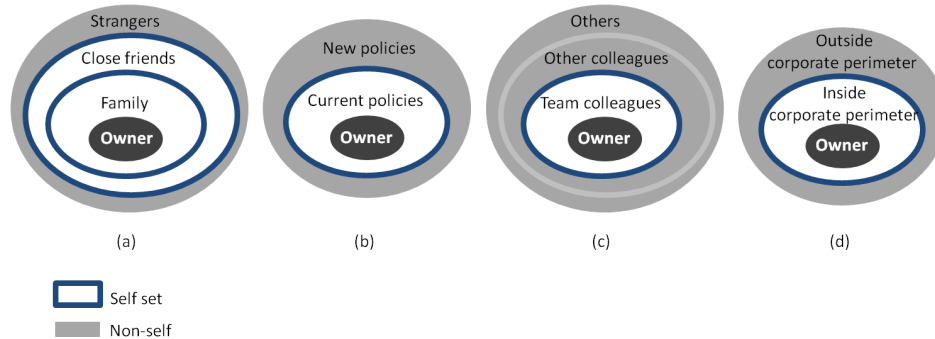 Strangers
Close friends
Family
Owner
(a)
New policies
Current policies
Owner
(b)
Others
Other colleagues
Team colleagues
Owner
(c)
Outside
corporate perimeter
Inside
corporate perimeter
Owner
(d)
Self set
Non-self